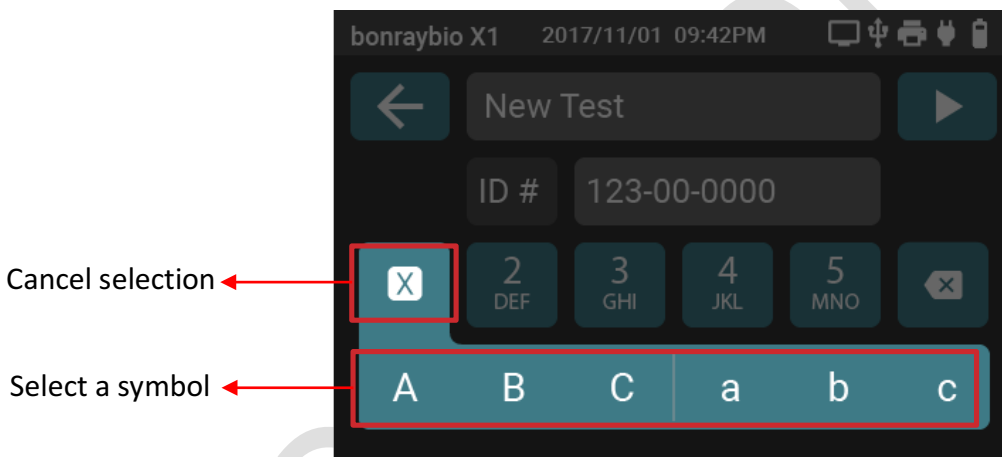 bonraybio X1 2017/11/01 09:42PM
New Test
ID # 123-00-0000
Cancel selection X 2 3 4 5
DEF GHI JKL MNO
Select a symbol A B C a b c